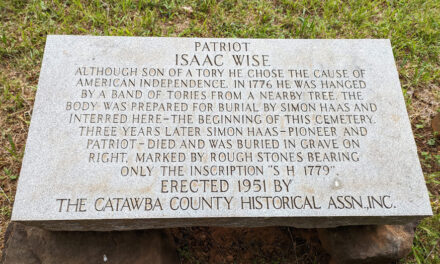 PATRIOT
ISAAC WISE
ALTHOUGH SON OF A TORY HE CHOSE THE CAUSE OF
AMERICAN INDEPENDENCE. IN 1776 HE WAS HANGED
BY A BAND OF TORIES FROM A NEARBY TREE. THE
BODY WAS PREPARED FOR BURIAL BY SIMON HAAS AND
INTERRED HERE-THE BEGINNING OF THIS CEMETERY.
THREE YEARS LATER SIMON HAAS-PIONEER AND
PATRIOT-DIED AND WAS BURIED IN GRAVE ON
RIGHT, MARKED BY ROUGH STONES BEARING
ONLY THE INSCRIPTION "S H 1779".
ERECTED 1951 BY
THE CATAWBA COUNTY HISTORICAL ASSN., INC.